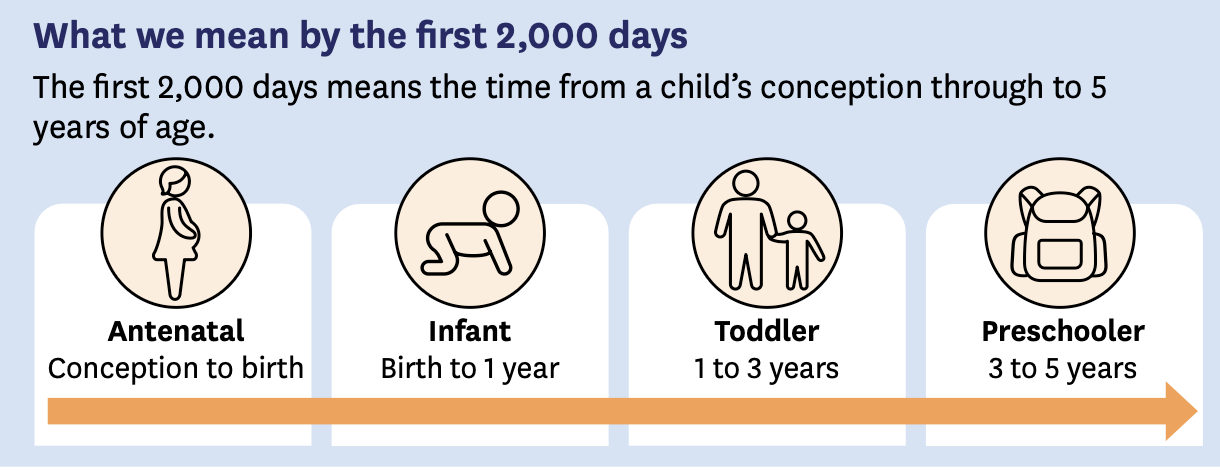 What we mean by the first 2,000 days
The first 2,000 days means the time from a child’s conception through to 5
years of age.
Antenatal
Conception to birth
Infant
Birth to 1 year
Toddler
1 to 3 years
Preschooler
3 to 5 years